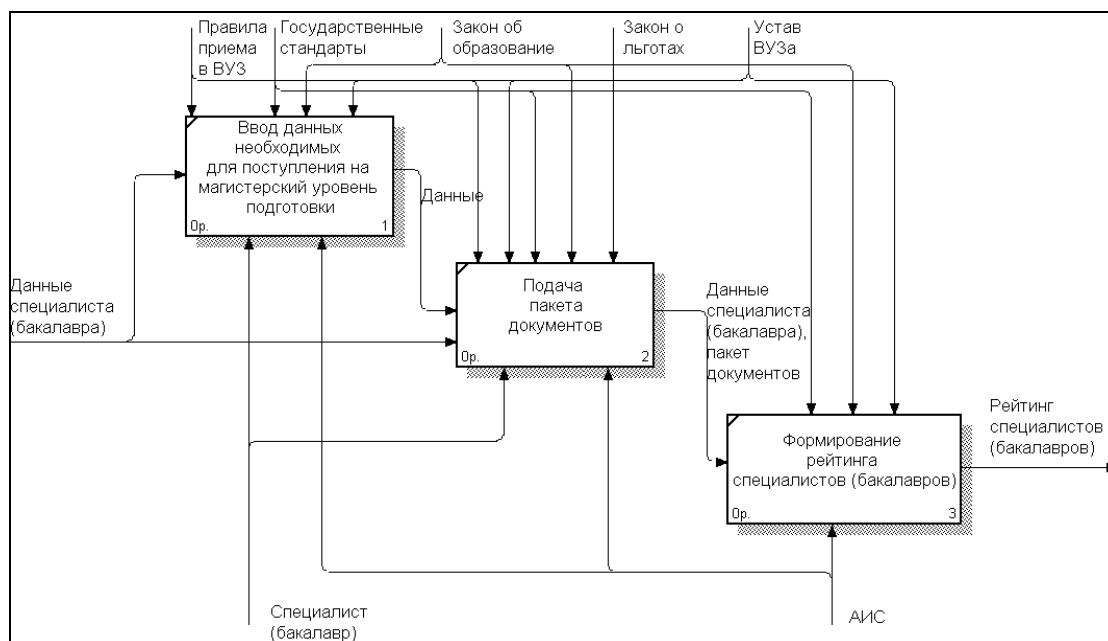 Правила
приема
в ВУЗ
Государственные
стандарты
Закон об
образование
Закон о
льготах
Устав
ВУЗа
Ввод данных
необходимых
для поступления на
магистерский уровень
подготовки
0р.
1
Данные
Данные
специалиста
(бакалавра)
Подача
пакета
документов
0р.
2
Данные
специалиста
(бакалавра),
пакет
документов
Формирование
рейтинга
специалистов (бакалавров)
0р.
3
Рейтинг
специалистов
(бакалавров)
Специалист
(бакалавр)
АИС